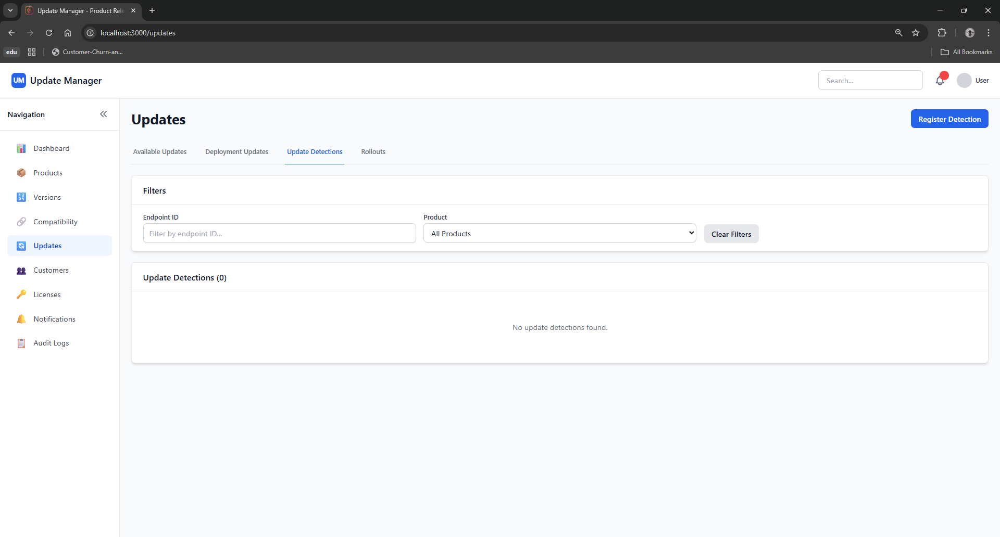 Update Manager - Product Rele
localhost:3000/updates
edu
Customer-Churn-an...
All Bookmarks
UM
Update Manager
Search...
User
Navigation
Dashboard
Products
Versions
Compatibility
Updates
Customers
Licenses
Notifications
Audit Logs
Updates
Register Detection
Available Updates
Deployment Updates
Update Detections
Rollouts
Filters
Endpoint ID
Product
Filter by endpoint ID...
All Products
Clear Filters
Update Detections (0)
No update detections found.